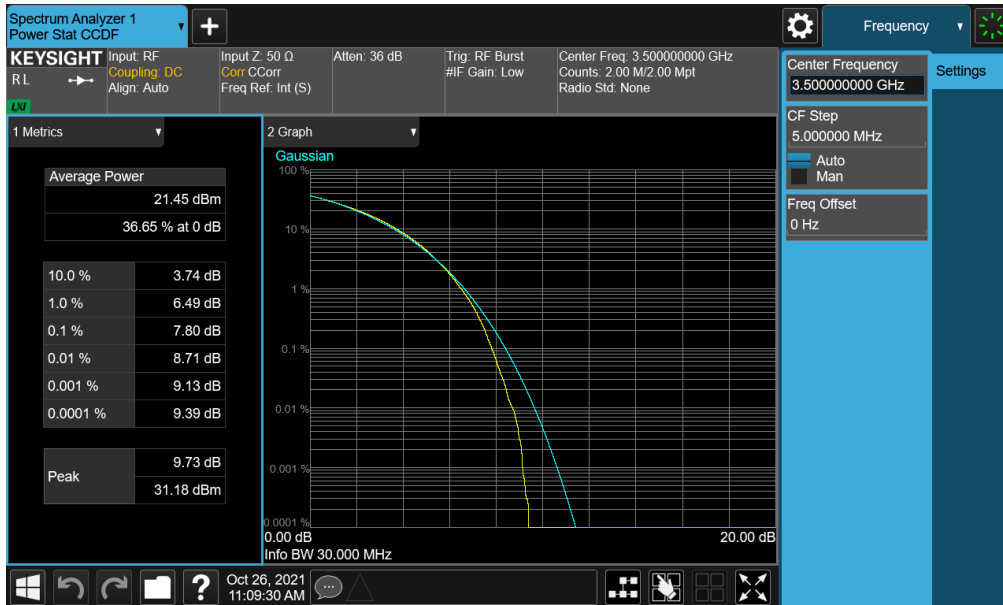 Spectrum Analyzer 1
Power Stat CCDF
Frequency
KEYSIGHT
R L
LXI
Input: RF
Coupling: DC
Align: Auto
Input Z: 50 Ω
Corr CCorr
Freq Ref: Int (S)
Atten: 36 dB
Trig: RF Burst
#IF Gain: Low
Center Freq: 3.500000000 GHz
Counts: 2.00 M/2.00 Mpt
Radio Std: None
Center Frequency
3.500000000 GHz
Settings
CF Step
5.000000 MHz
Auto
Man
Freq Offset
0 Hz
1 Metrics
Average Power
21.45 dBm
36.65 % at 0 dB
10.0 % 3.74 dB
1.0 % 6.49 dB
0.1 % 7.80 dB
0.01 % 8.71 dB
0.001 % 9.13 dB
0.0001 % 9.39 dB
Peak
9.73 dB
31.18 dBm
2 Graph
Gaussian
100 %
10 %
1 %
0.1 %
0.01 %
0.001 %
0.0001 %
0.00 dB 20.00 dB
Info BW 30.000 MHz
?
Oct 26, 2021
11:09:30 AM